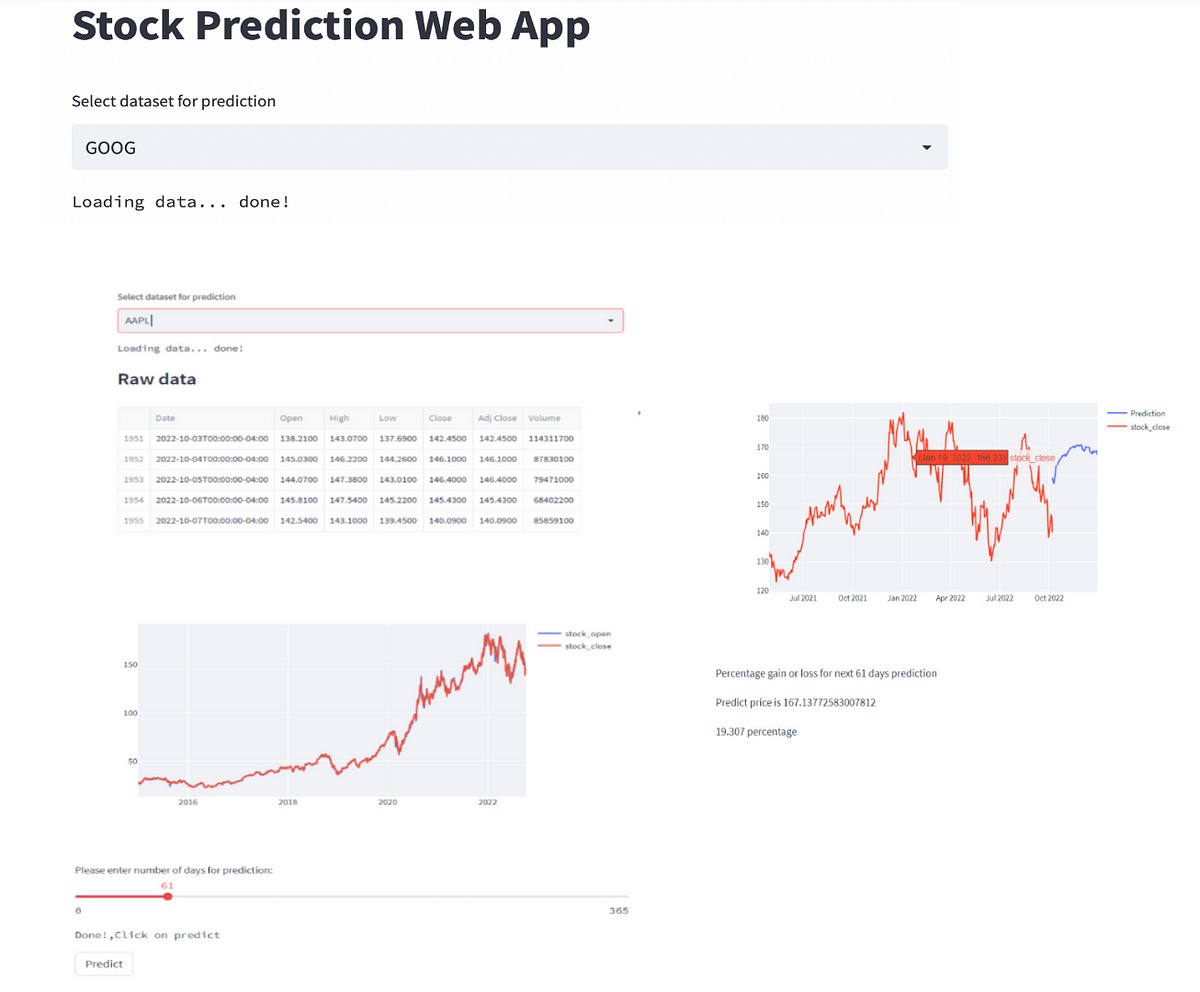 Stock Prediction Web App
Select dataset for prediction
GOOG
Loading data... done!
Select dataset for prediction
AAPL
Loading data... done!
Raw data
Date Open High Low Close Adj Close Volume
1951 2022-10-03T00:00:00-04:00 138.2100 143.0700 137.6900 142.4500 142.4500 114311700
1952 2022-10-04T00:00:00-04:00 145.0300 146.2200 144.2600 146.1000 146.1000 87830100
1953 2022-10-05T00:00:00-04:00 144.0700 147.3800 143.0100 146.4000 146.4000 79471000
1954 2022-10-06T00:00:00-04:00 145.8100 147.5400 145.2200 145.4300 145.4300 68402200
1955 2022-10-07T00:00:00-04:00 142.5400 143.1000 139.4500 140.0900 140.0900 85859100
stock_open
stock_close
150
100
50
2016 2018 2020 2022
Please enter number of days for prediction:
61
0 365
Done!,Click on predict
Predict
Prediction
stock_close
180
170
(Jan 19, 2022, 166.23) stock_close
160
150
140
130
120
Jul 2021 Oct 2021 Jan 2022 Apr 2022 Jul 2022 Oct 2022
Percentage gain or loss for next 61 days prediction
Predict price is 167.13772583007812
19.307 percentage